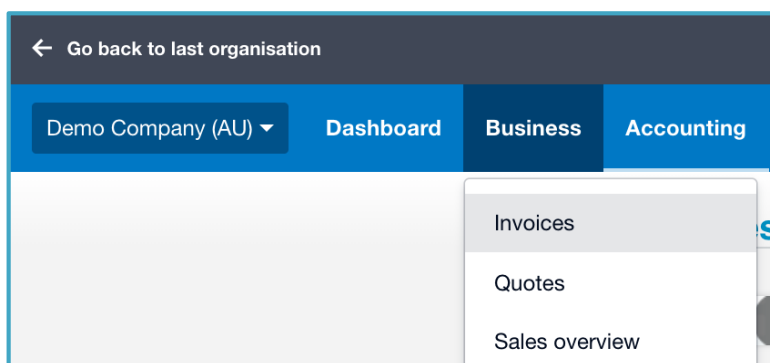 Go back to last organisation
Demo Company (AU) Dashboard Business Accounting
Invoices
Quotes
Sales overview